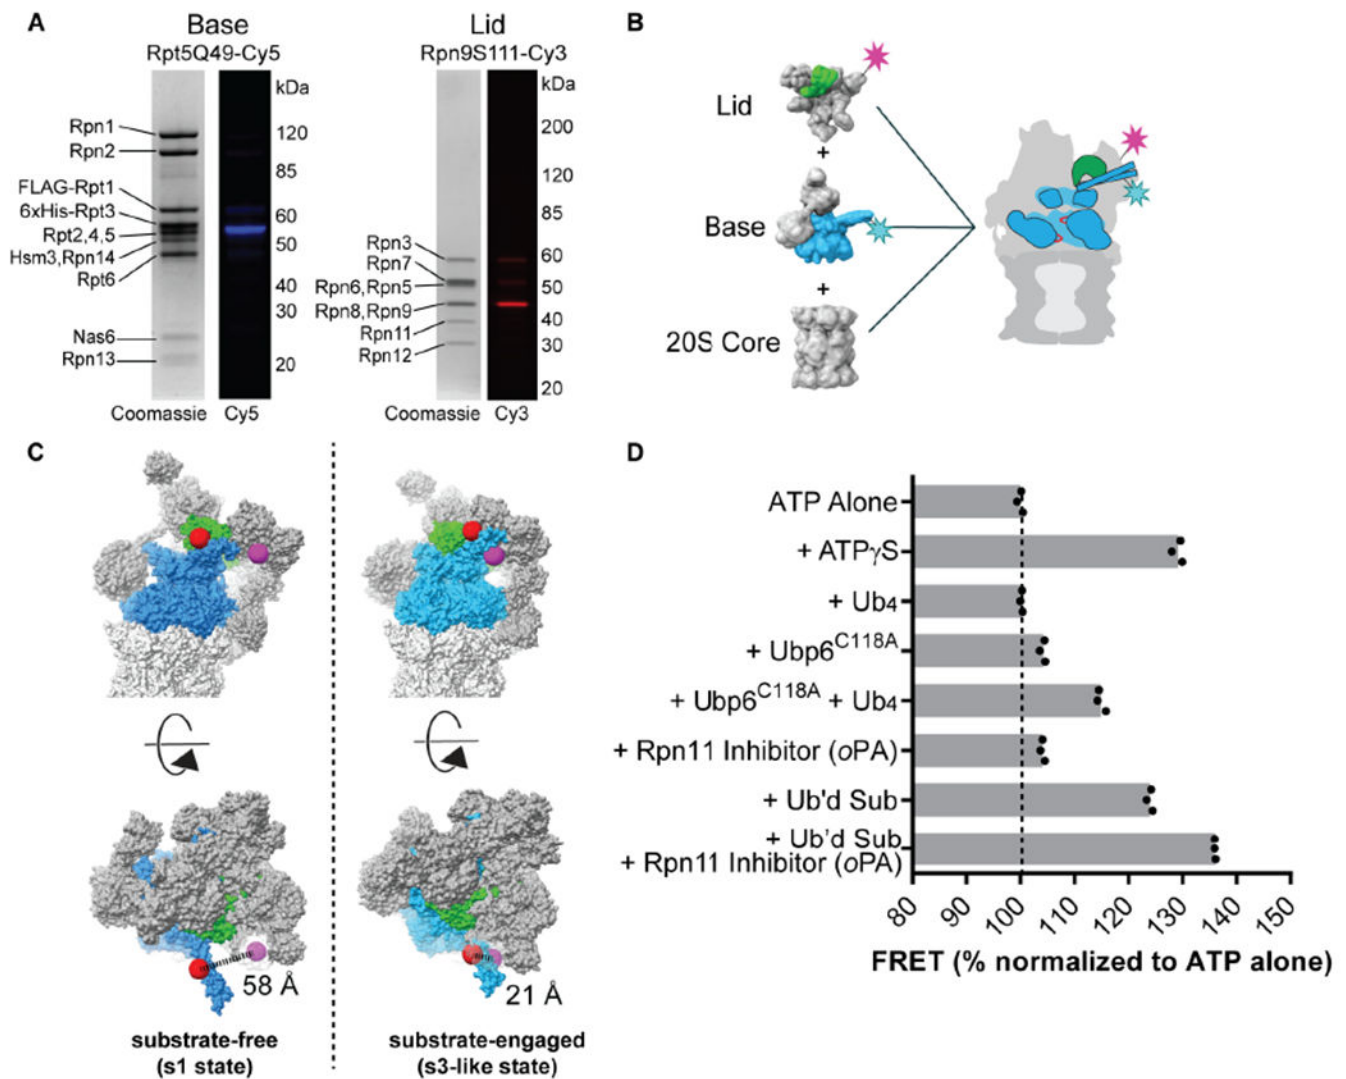 A
Base
Rpt5Q49-Cy5
kDa
Rpn1
Rpn2
FLAG-Rpt1
6xHis-Rpt3
Rpt2,4,5
Hsm3,Rpn14
Rpt6
Nas6
Rpn13
120
85
60
50
40
30
20
Coomassie Cy5
Lid
Rpn9S111-Cy3
kDa
200
120
85
60
50
40
30
20
Rpn3
Rpn7
Rpn6,Rpn5
Rpn8,Rpn9
Rpn11
Rpn12
Coomassie Cy3
B
Lid
+
Base
+
20S Core
C
58 Å
substrate-free
(s1 state)
21 Å
substrate-engaged
(s3-like state)
D
ATP Alone
+ ATPγS
+ Ub₄
+ Ubp6^C118A
+ Ubp6^C118A + Ub₄
+ Rpn11 Inhibitor (oPA)
+ Ub'd Sub
+ Ub'd Sub
+ Rpn11 Inhibitor (oPA)
80 90 100 110 120 130 140 150
FRET (% normalized to ATP alone)